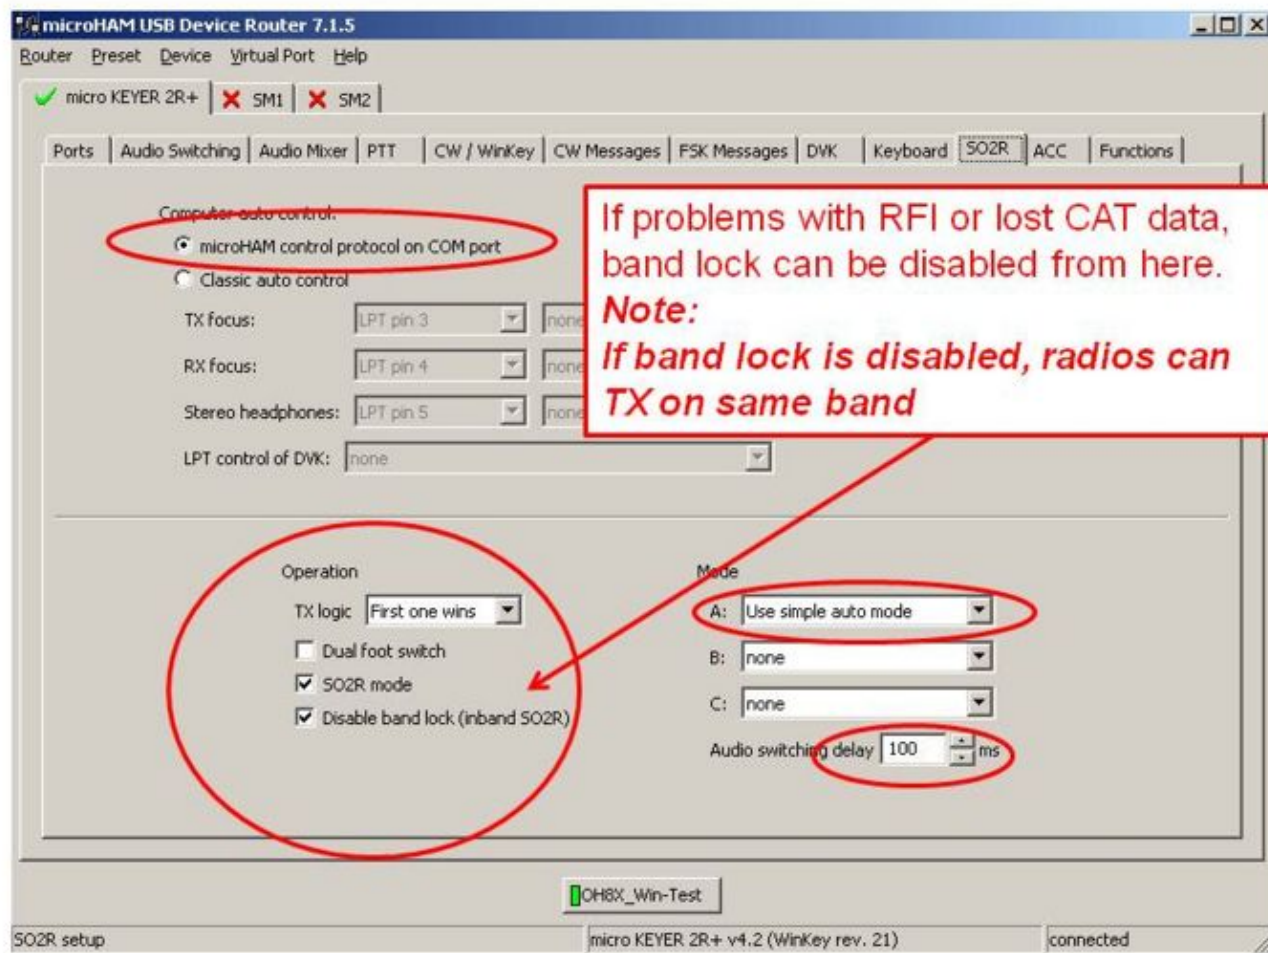 microHAM USB Device Router 7.1.5
Router Preset Device Virtual Port Help
micro KEYER 2R+ SM1 SM2
Ports Audio Switching Audio Mixer PTT CW / WinKey CW Messages FSK Messages DVK Keyboard SO2R ACC Functions
Computer auto control:
microHAM control protocol on COM port
Classic auto control
TX focus: LPT pin 3 none
RX focus: LPT pin 4 none
Stereo headphones: LPT pin 5 none
LPT control of DVK: none
If problems with RFI or lost CAT data,
band lock can be disabled from here.
Note:
If band lock is disabled, radios can
TX on same band
Operation
TX logic First one wins
Dual foot switch
SO2R mode
Disable band lock (inband SO2R)
Mode
A: Use simple auto mode
B: none
C: none
Audio switching delay 100 ms
OH8X_Win-Test
SO2R setup micro KEYER 2R+ v4.2 (WinKey rev. 21) connected